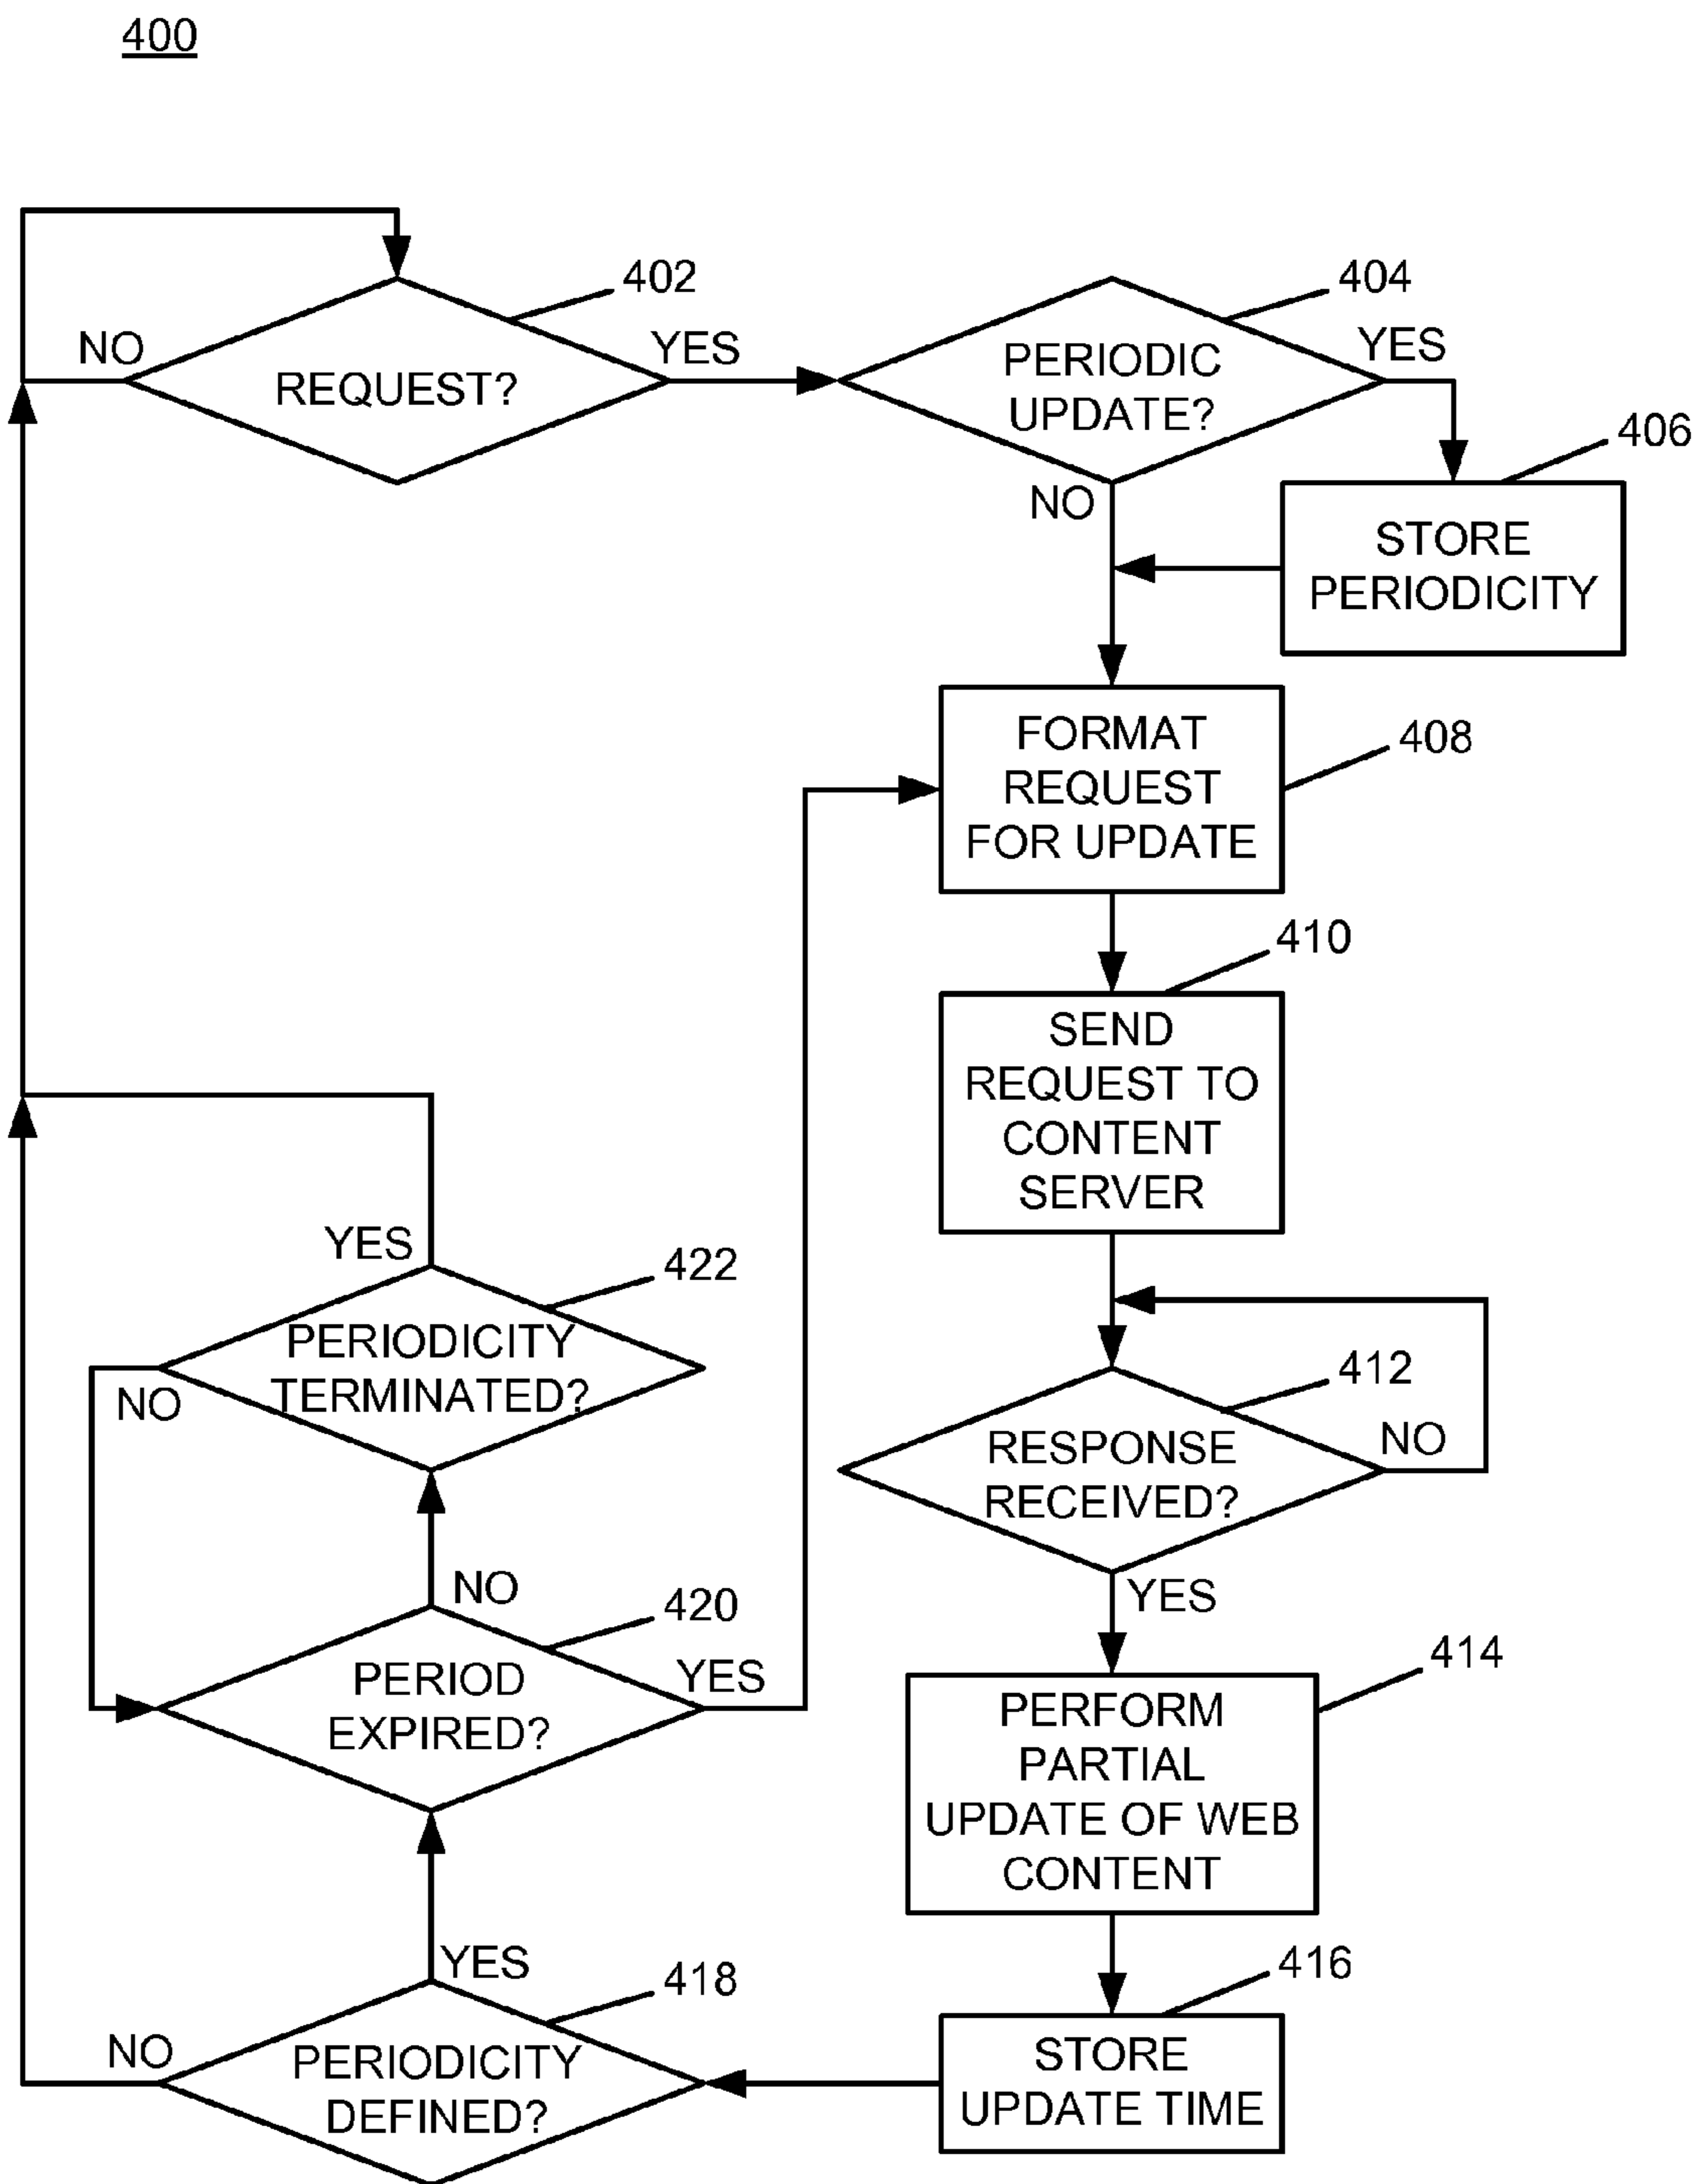 400
402
NO
YES
REQUEST?
404
YES
PERIODIC
UPDATE?
NO
406
STORE
PERIODICITY
FORMAT
REQUEST
FOR UPDATE
408
410
SEND
REQUEST TO
CONTENT
SERVER
412
NO
RESPONSE
RECEIVED?
YES
414
PERFORM
PARTIAL
UPDATE OF WEB
CONTENT
416
STORE
UPDATE TIME
418
YES
NO
PERIODICITY
DEFINED?
420
NO
YES
PERIOD
EXPIRED?
422
YES
NO
PERIODICITY
TERMINATED?